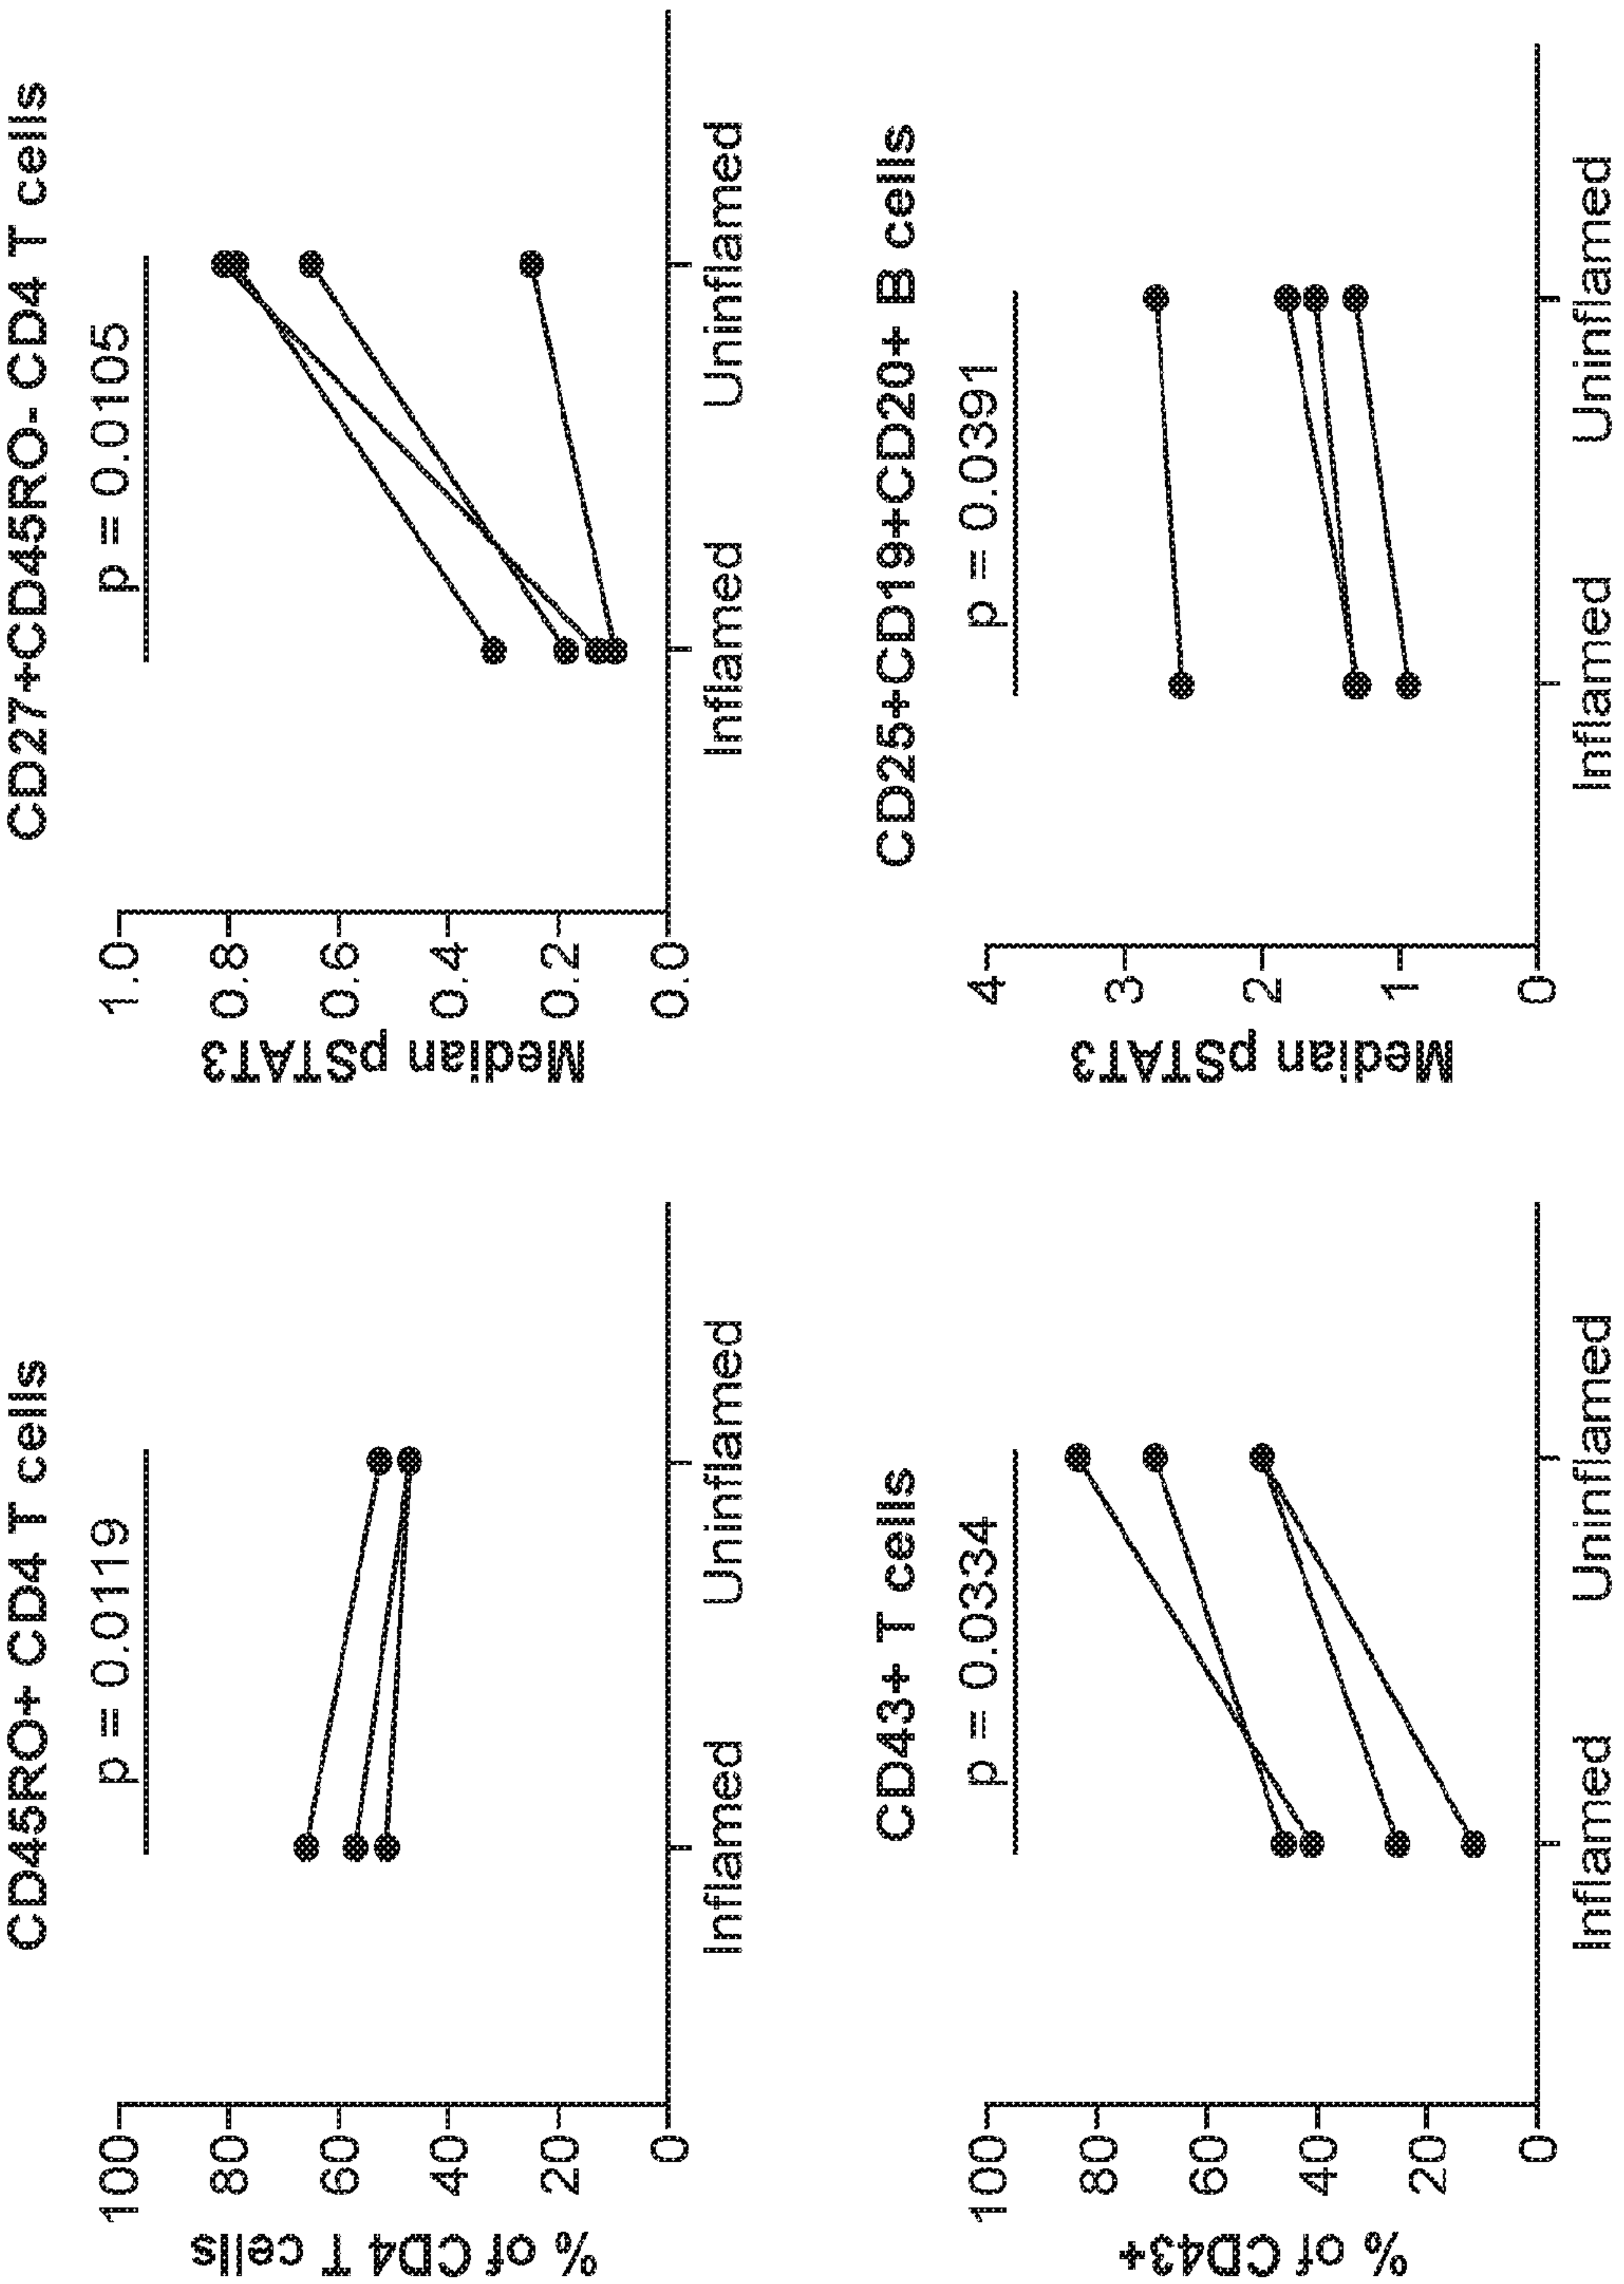 CD45RO+ CD4 T cells
p = 0.0119
% of CD4 T cells
100
80
60
40
20
0
Inflamed Uninflamed
CD27+CD45RO- CD4 T cells
p = 0.0105
Median pSTAT3
1.0
0.8
0.6
0.4
0.2
0.0
Inflamed Uninflamed
CD43+ T cells
p = 0.0334
% of CD43+
100
80
60
40
20
0
Inflamed Uninflamed
CD25+CD19+CD20+ B cells
p = 0.0391
Median pSTAT3
4
3
2
1
0
Inflamed Uninflamed